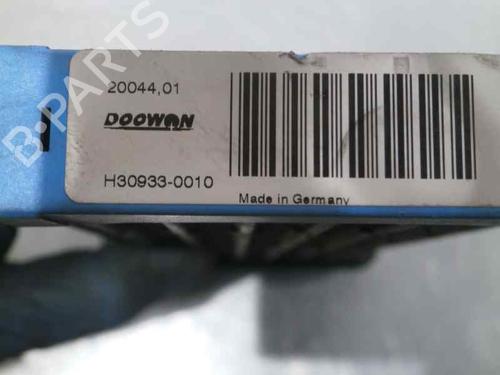 20044,01
DOOWON
H30933-0010
Made in Germany
B-PARTS